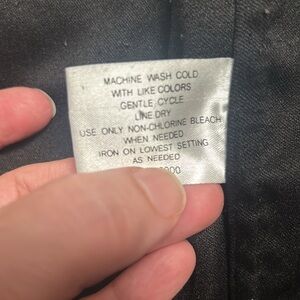 MACHINE WASH COLD
WITH LIKE COLORS
GENTLE CYCLE
LINE DRY
USE ONLY NON-CHLORINE BLEACH
WHEN NEEDED
IRON ON LOWEST SETTING
AS NEEDED